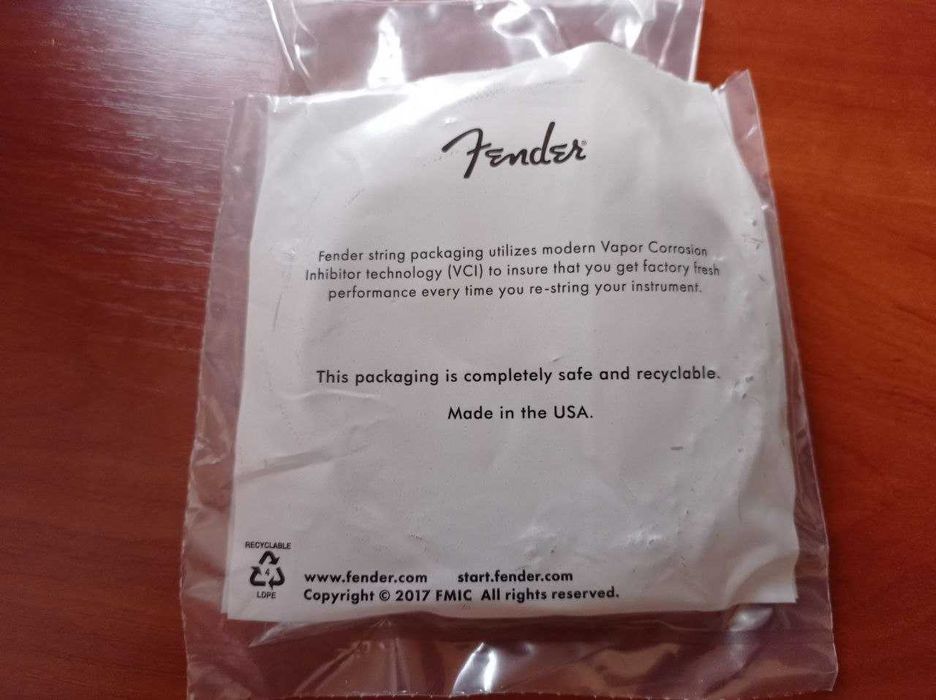 Fender
Fender string packaging utilizes modern Vapor Corrosion
Inhibitor technology (VCI) to insure that you get factory fresh
performance every time you re-string your instrument.
This packaging is completely safe and recyclable.
Made in the USA.
RECYCLABLE
4
LDPE
www.fender.com start.fender.com
Copyright © 2017 FMIC All rights reserved.